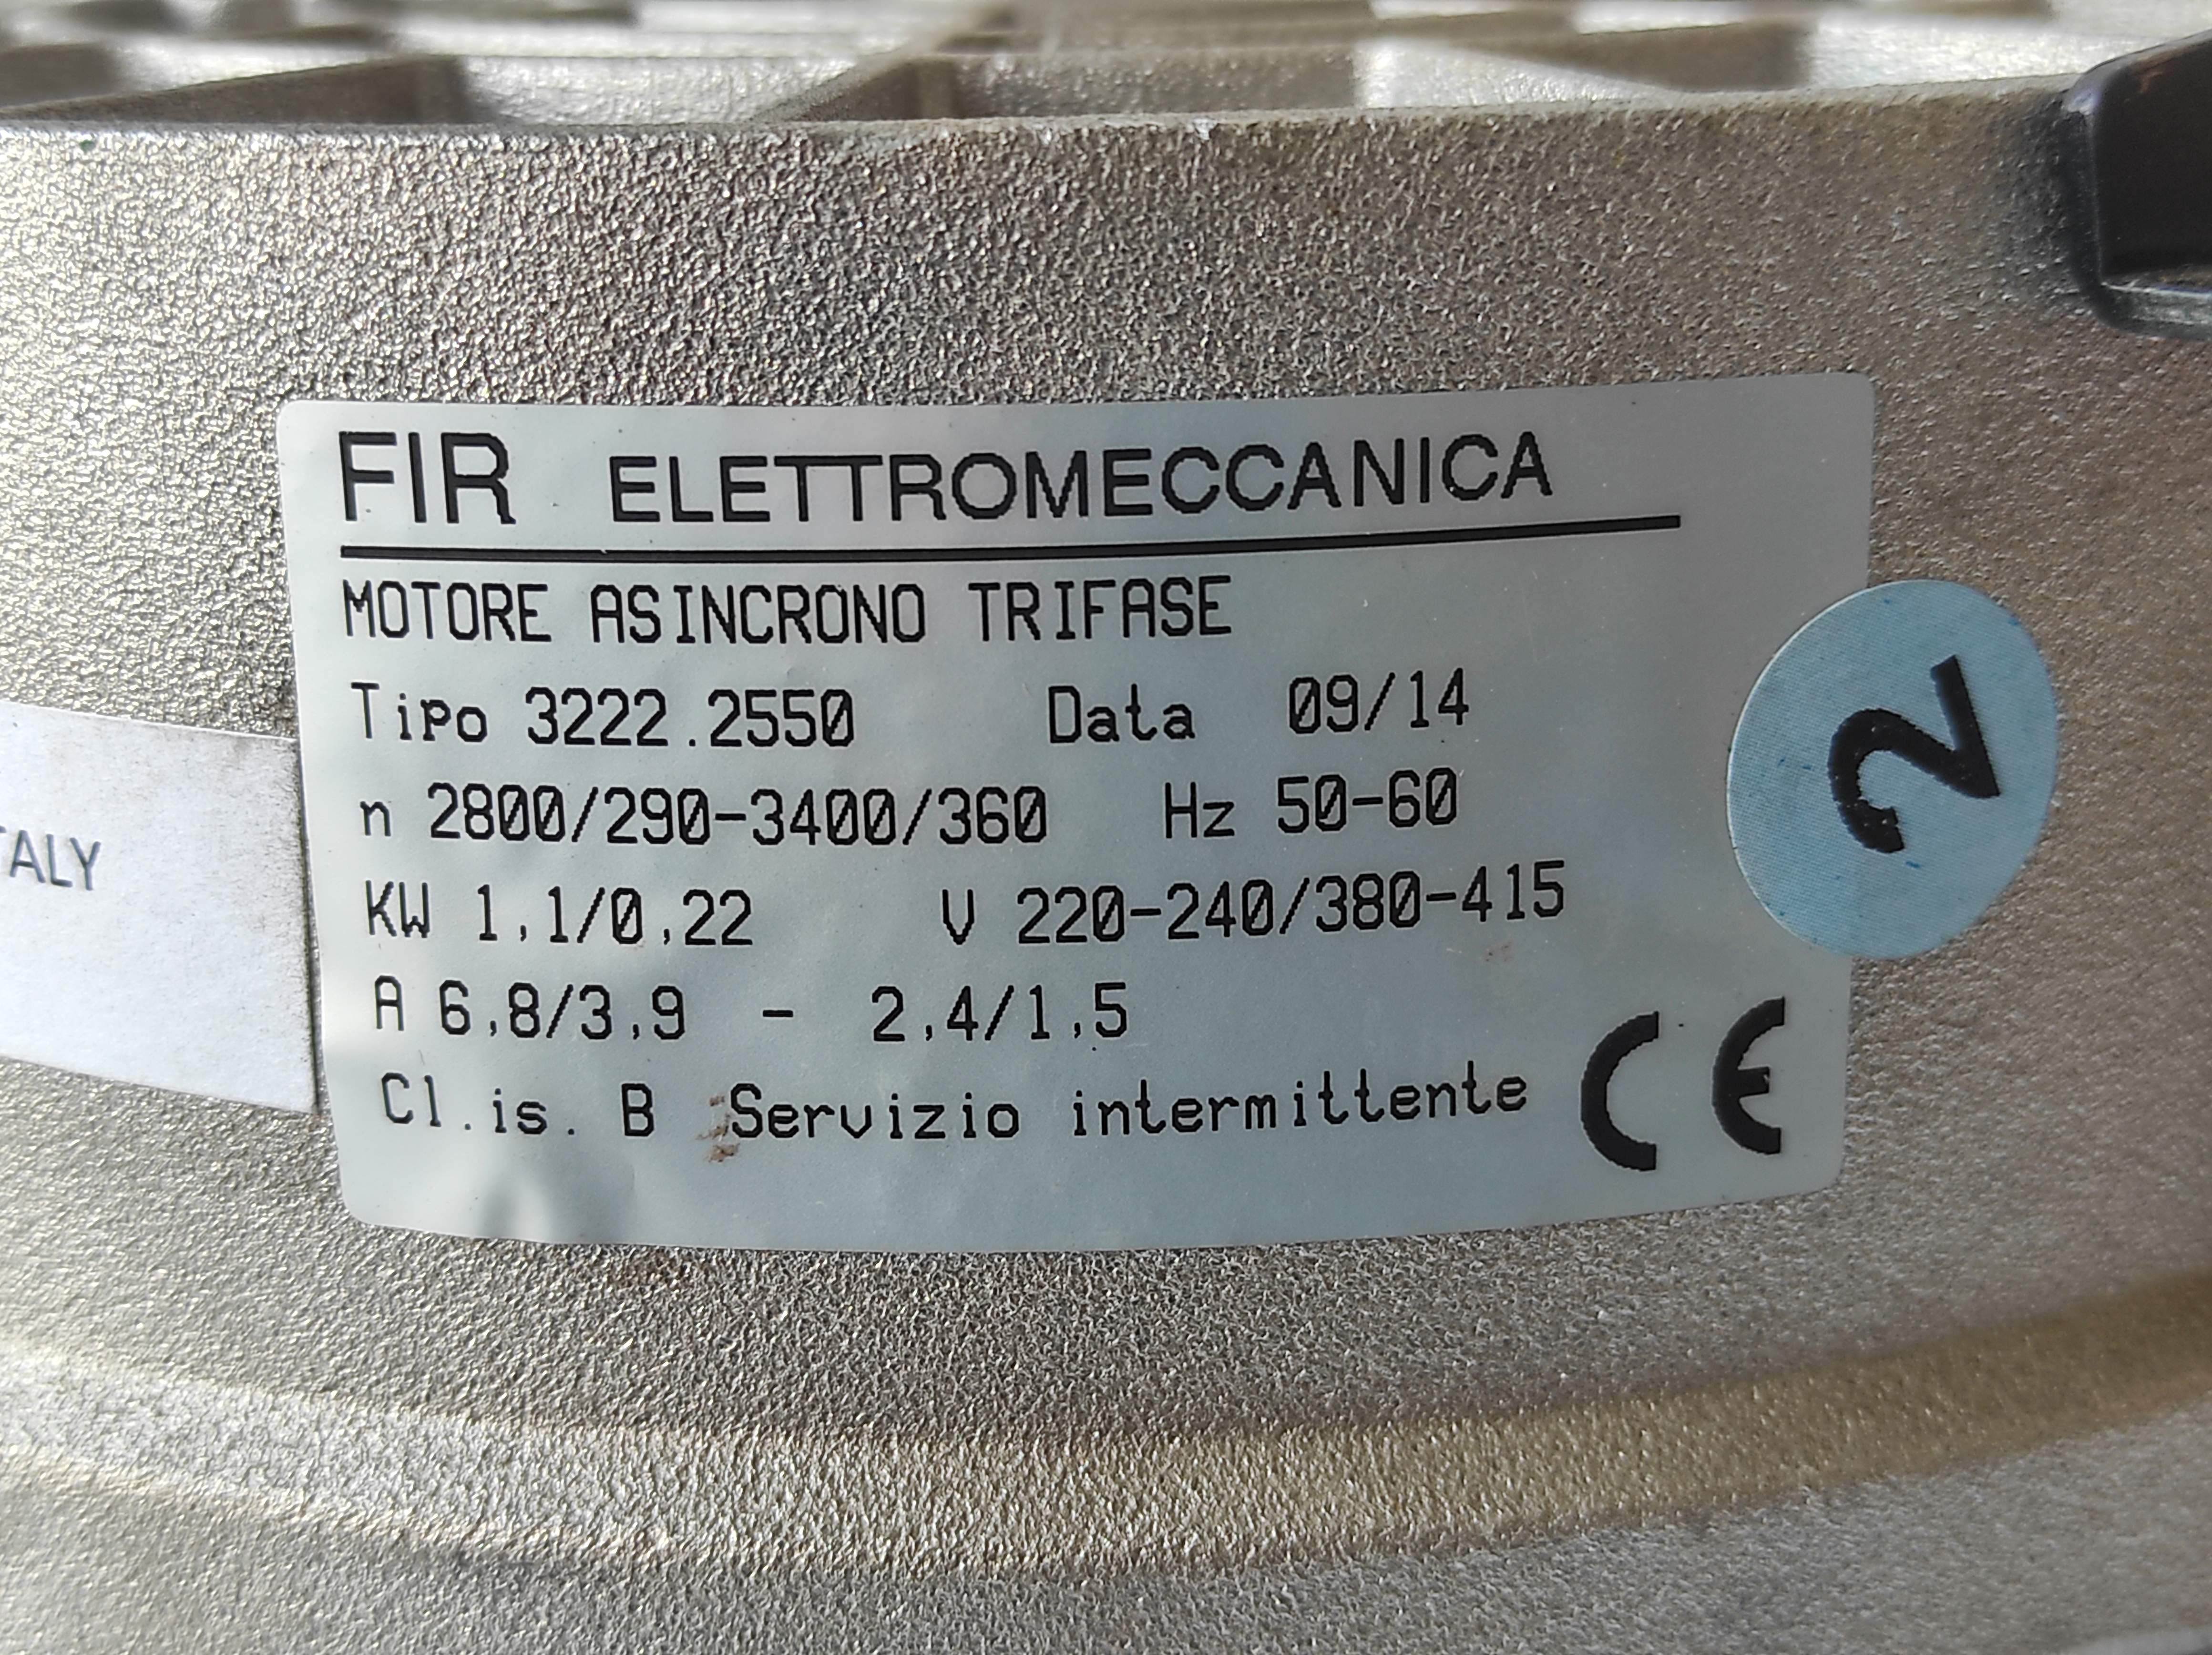 FIR ELETTROMECCANICA
MOTORE ASINCRONO TRIFASE
Tipo 3222.2550 Data 09/14
n 2800/290-3400/360 Hz 50-60
KW 1,1/0,22 V 220-240/380-415
A 6,8/3,9 - 2,4/1,5
Cl.is. B Servizio intermittente CE
2
TALY